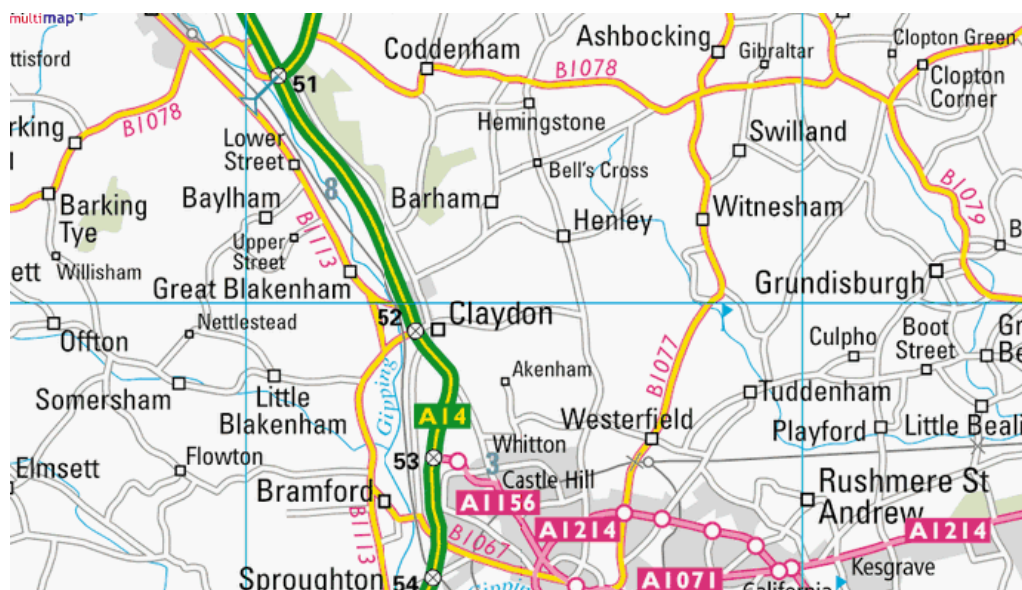 multimap
Coddenham
Ashbocking
Gibraltar
Clopton Green
ttisford
B1078
Clopton
Corner
51
B1078
Hemingstone
rking
Lower
Street
Swilland
Bell's Cross
8
Barking
Tye
Baylham
Barham
Henley
Witnesham
B1079
B
Upper
Street
B1113
ett
Willisham
Great Blakenham
Grundisburgh
52
Claydon
Nettlestead
Offton
Culpho
Boot
Street
Gr
Be
B1077
Akenham
Gipping
Somersham
Little
Blakenham
A14
Tuddenham
Westerfield
Playford
Little Beali
Whitton
Elmsett
Flowton
53
3
Castle Hill
Bramford
A1156
Rushmere St
Andrew
A1214
A1214
B1113
B1067
Kesgrave
Sproughton
54
Gippin
A1071
California